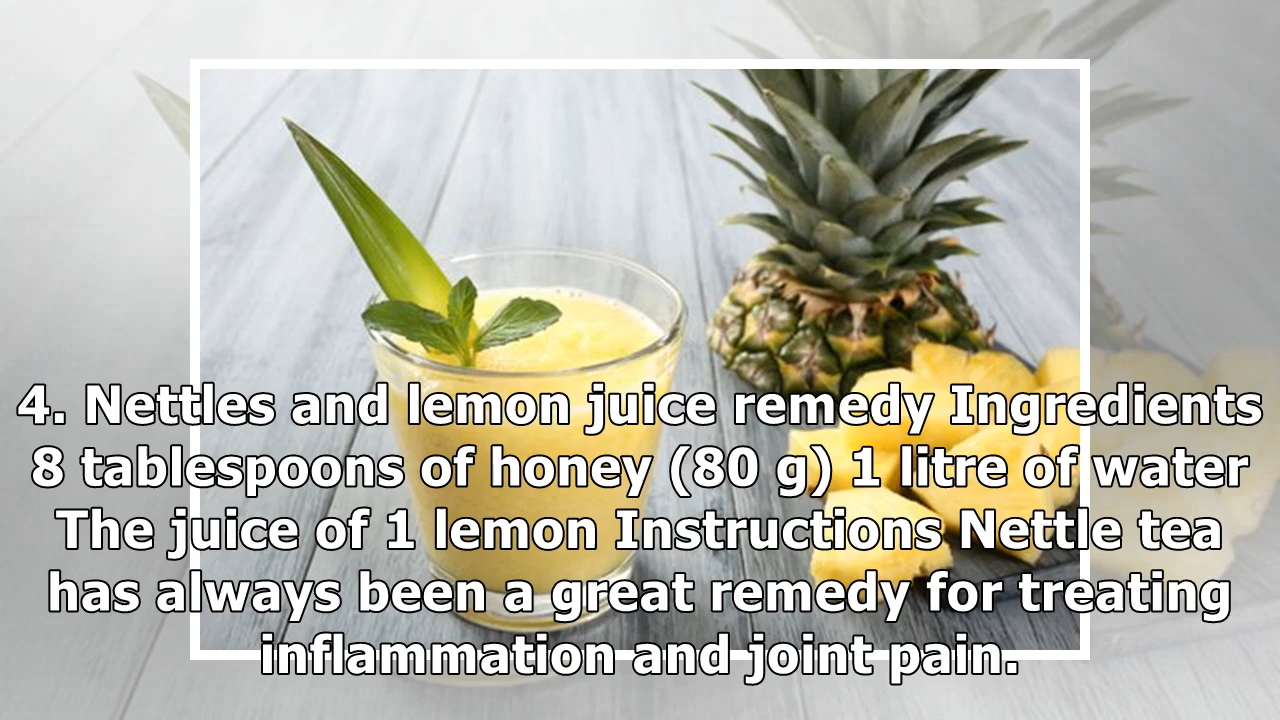 4. Nettles and lemon juice remedy Ingredients
8 tablespoons of honey (80 g) 1 litre of water
The juice of 1 lemon Instructions Nettle tea
has always been a great remedy for treating
inflammation and joint pain.